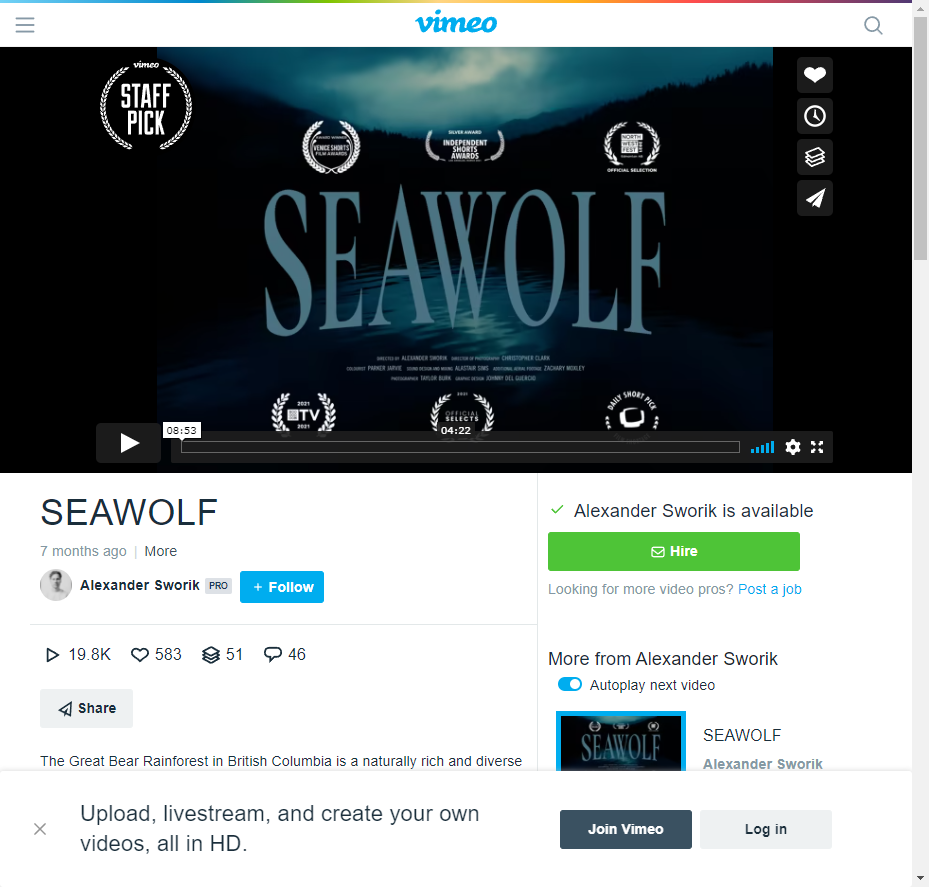 vimeo
vimeo
STAFF
PICK
AWARD WINNER
VENICE SHORTS
FILM AWARDS
SILVER AWARD
INDEPENDENT
SHORTS
AWARDS
NORTH
WEST
FEST
OFFICIAL SELECTION
SEAWOLF
DIRECTED BY ALEXANDER SWORIK DIRECTOR OF PHOTOGRAPHY CHRISTOPHER CLARK
COLOURIST PARKER JARVIE SOUND DESIGN AND MIXING ALASTAIR SIMS ADDITIONAL AERIAL FOOTAGE ZACHARY MOXLEY
PHOTOGRAPHER TAYLOR BURK GRAPHIC DESIGN JOHNNY DEL GUERCIO
2021
TV
2021
2021
OFFICIAL
SELECTS
DAILY SHORT PICKS
08:53
04:22
SEAWOLF
7 months ago | More
Alexander Sworik PRO + Follow
19.8K 583 51 46
Share
The Great Bear Rainforest in British Columbia is a naturally rich and diverse
Alexander Sworik is available
Hire
Looking for more video pros? Post a job
More from Alexander Sworik
Autoplay next video
SEAWOLF
SEAWOLF
Alexander Sworik
Upload, livestream, and create your own
videos, all in HD.
Join Vimeo
Log in